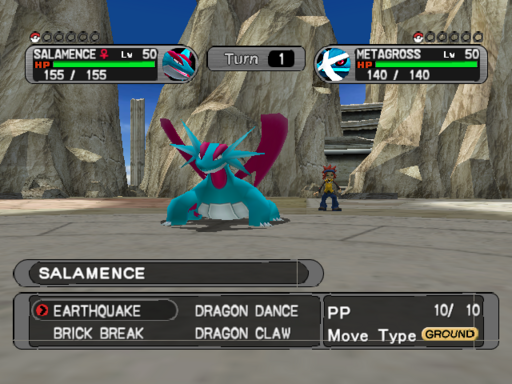 SALAMENCE ♀ Lv 50
HP
155 / 155
Turn 1
METAGROSS Lv 50
HP
140 / 140
SALAMENCE
EARTHQUAKE DRAGON DANCE
BRICK BREAK DRAGON CLAW
PP 10/ 10
Move Type GROUND